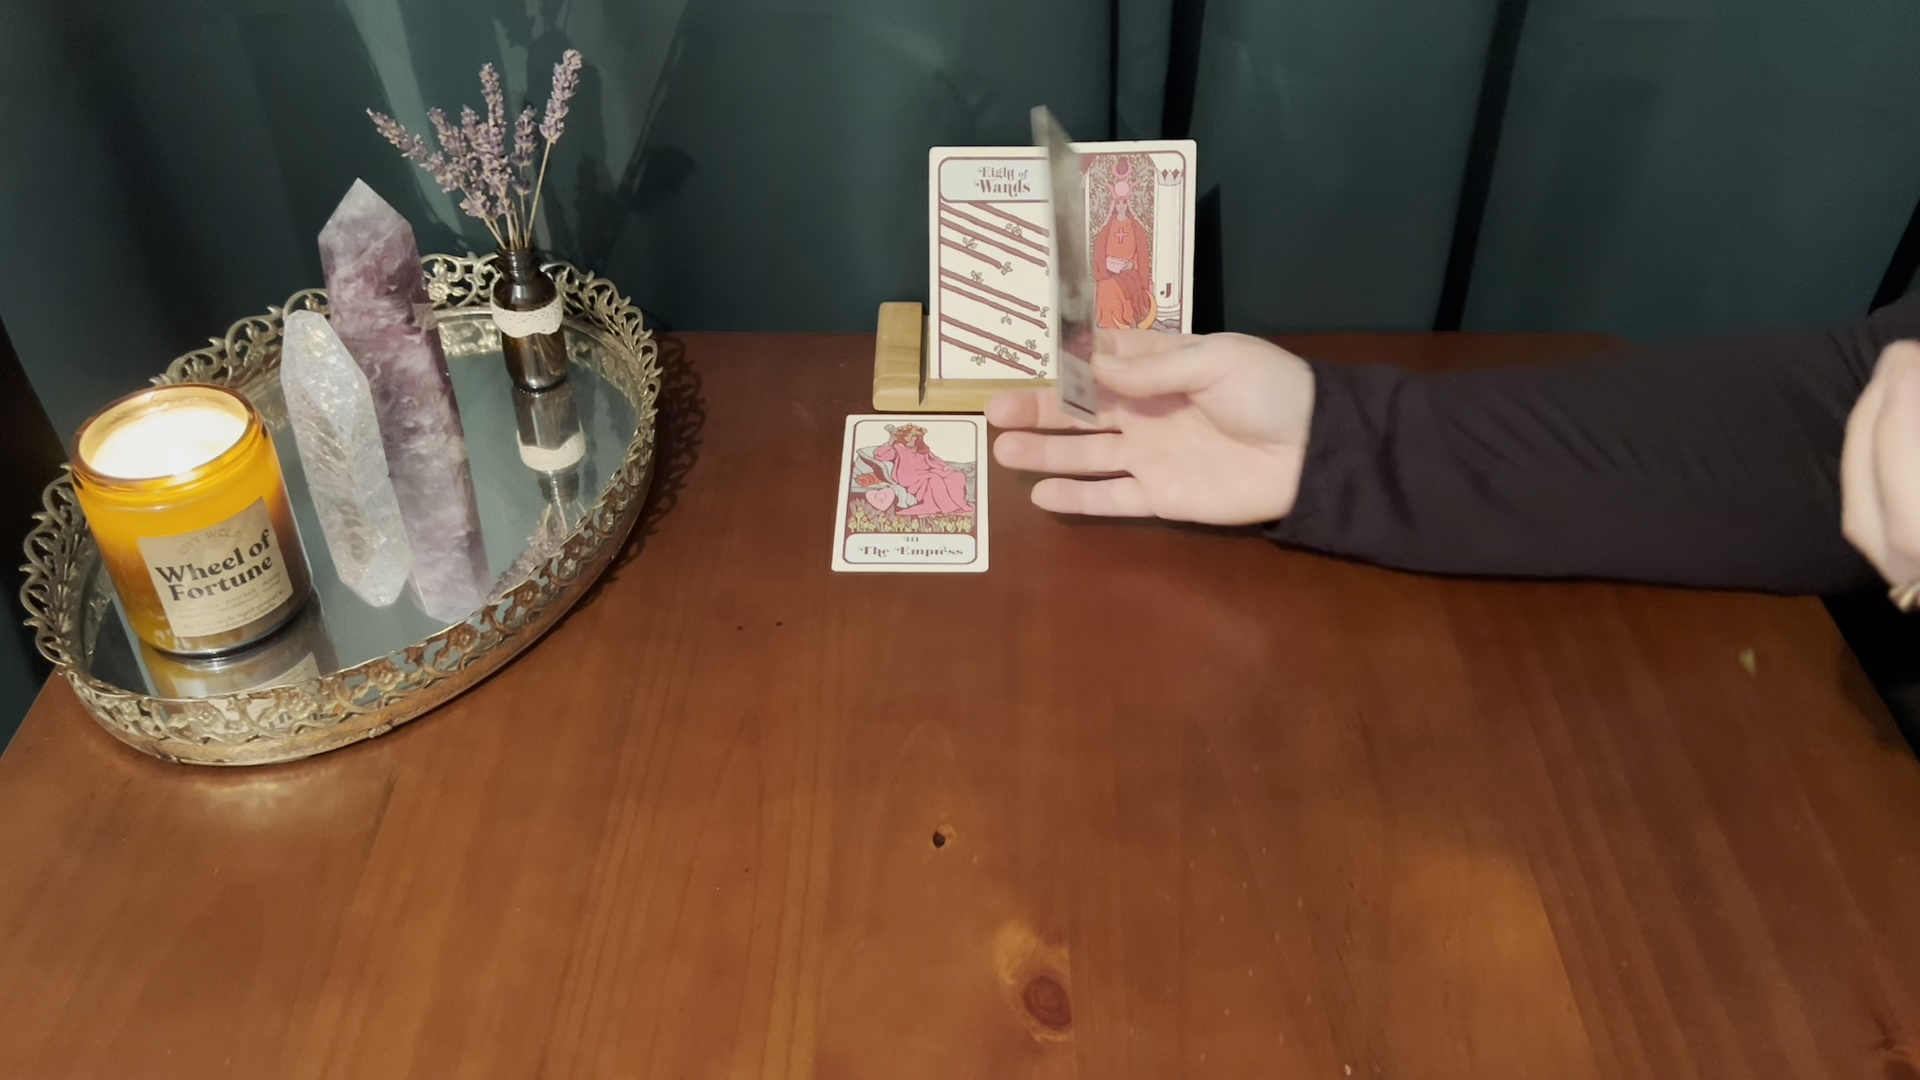 Eight of
Wands
J
III
The Empress
Wheel of
Fortune